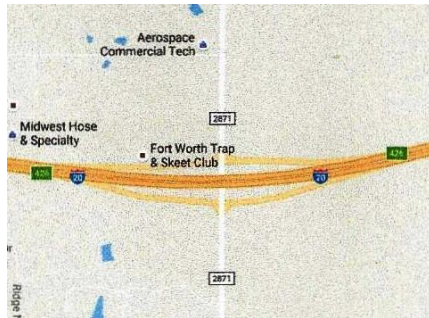 Aerospace
Commercial Tech
2871
Midwest Hose
& Specialty
Fort Worth Trap
& Skeet Club
426
426
20
20
2871
Ridge